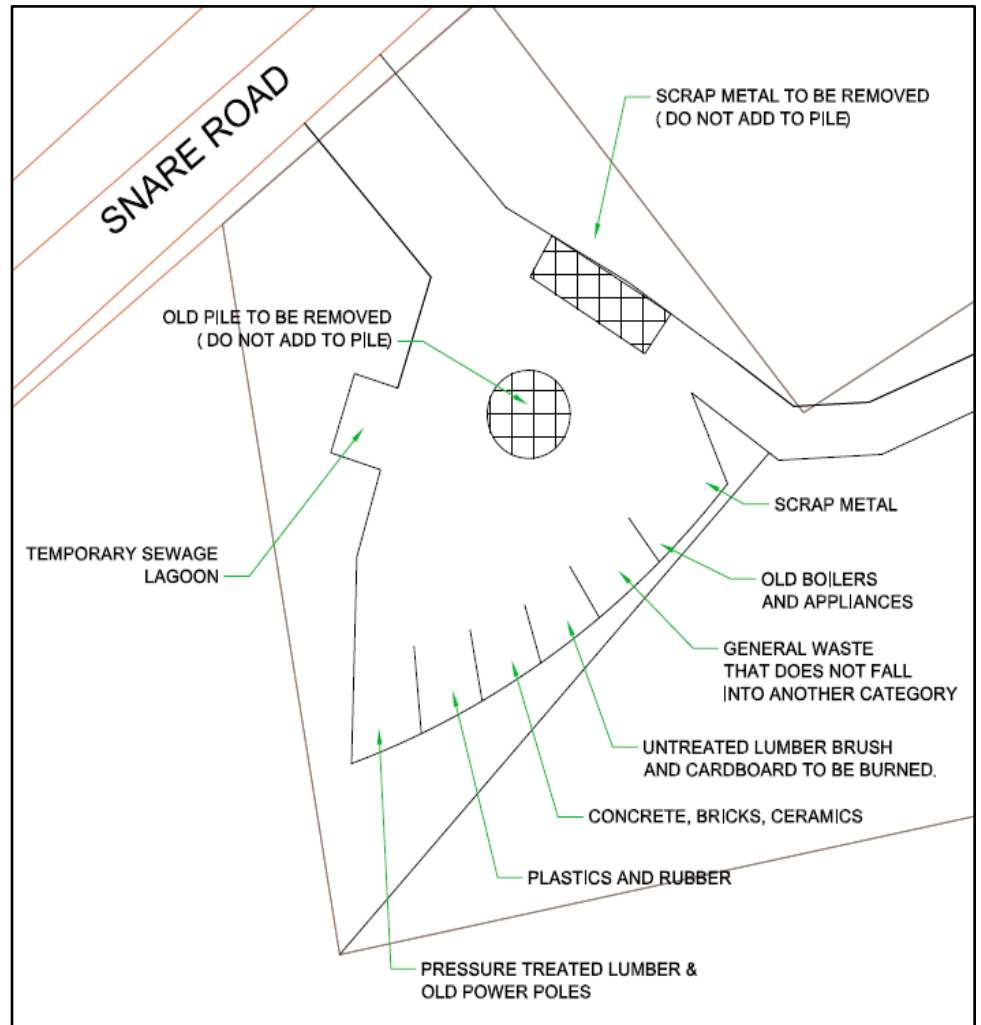 SNARE ROAD
SCRAP METAL TO BE REMOVED
( DO NOT ADD TO PILE)
OLD PILE TO BE REMOVED
( DO NOT ADD TO PILE)
SCRAP METAL
TEMPORARY SEWAGE
LAGOON
OLD BOILERS
AND APPLIANCES
GENERAL WASTE
THAT DOES NOT FALL
INTO ANOTHER CATEGORY
UNTREATED LUMBER BRUSH
AND CARDBOARD TO BE BURNED.
CONCRETE, BRICKS, CERAMICS
PLASTICS AND RUBBER
PRESSURE TREATED LUMBER &
OLD POWER POLES